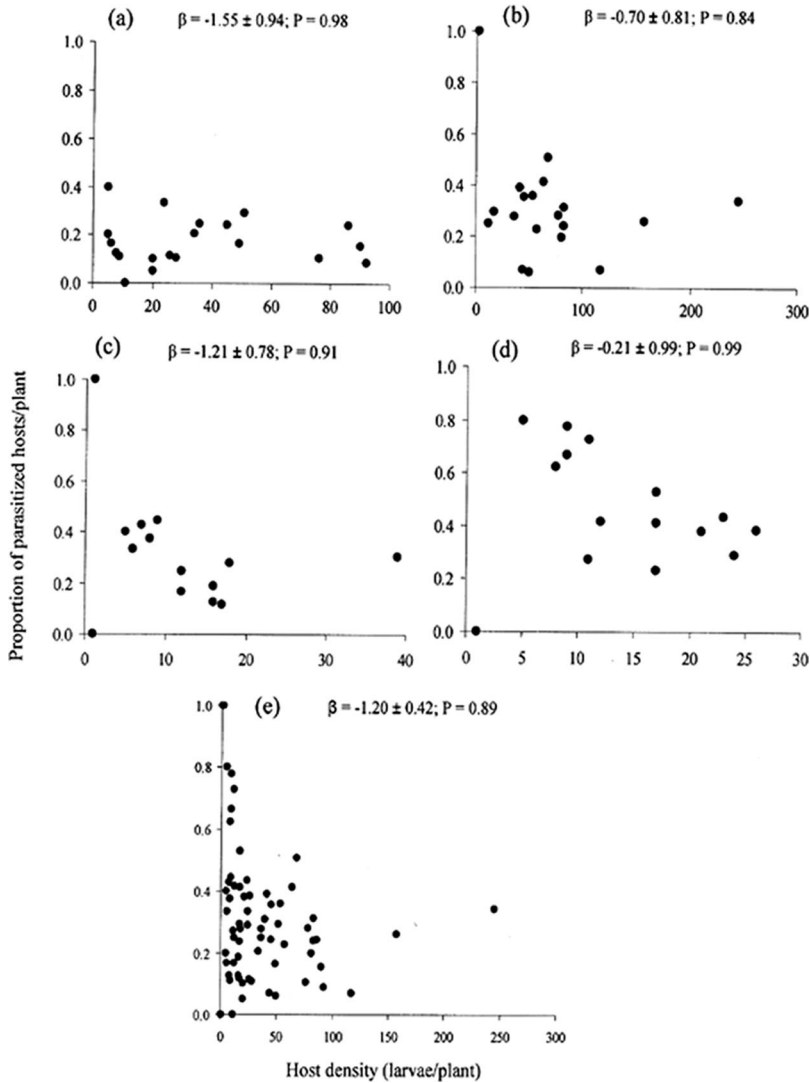 (a) β = -1.55 ± 0.94; P = 0.98
1.0
0.8
0.6
0.4
0.2
0.0
0 20 40 60 80 100
(b) β = -0.70 ± 0.81; P = 0.84
1.0
0.8
0.6
0.4
0.2
0.0
0 100 200 300
Proportion of parasitized hosts/plant
(c) β = -1.21 ± 0.78; P = 0.91
1.0
0.8
0.6
0.4
0.2
0.0
0 10 20 30 40
(d) β = -0.21 ± 0.99; P = 0.99
1.0
0.8
0.6
0.4
0.2
0.0
0 5 10 15 20 25 30
(e) β = -1.20 ± 0.42; P = 0.89
1.0
0.8
0.6
0.4
0.2
0.0
0 50 100 150 200 250 300
Host density (larvae/plant)